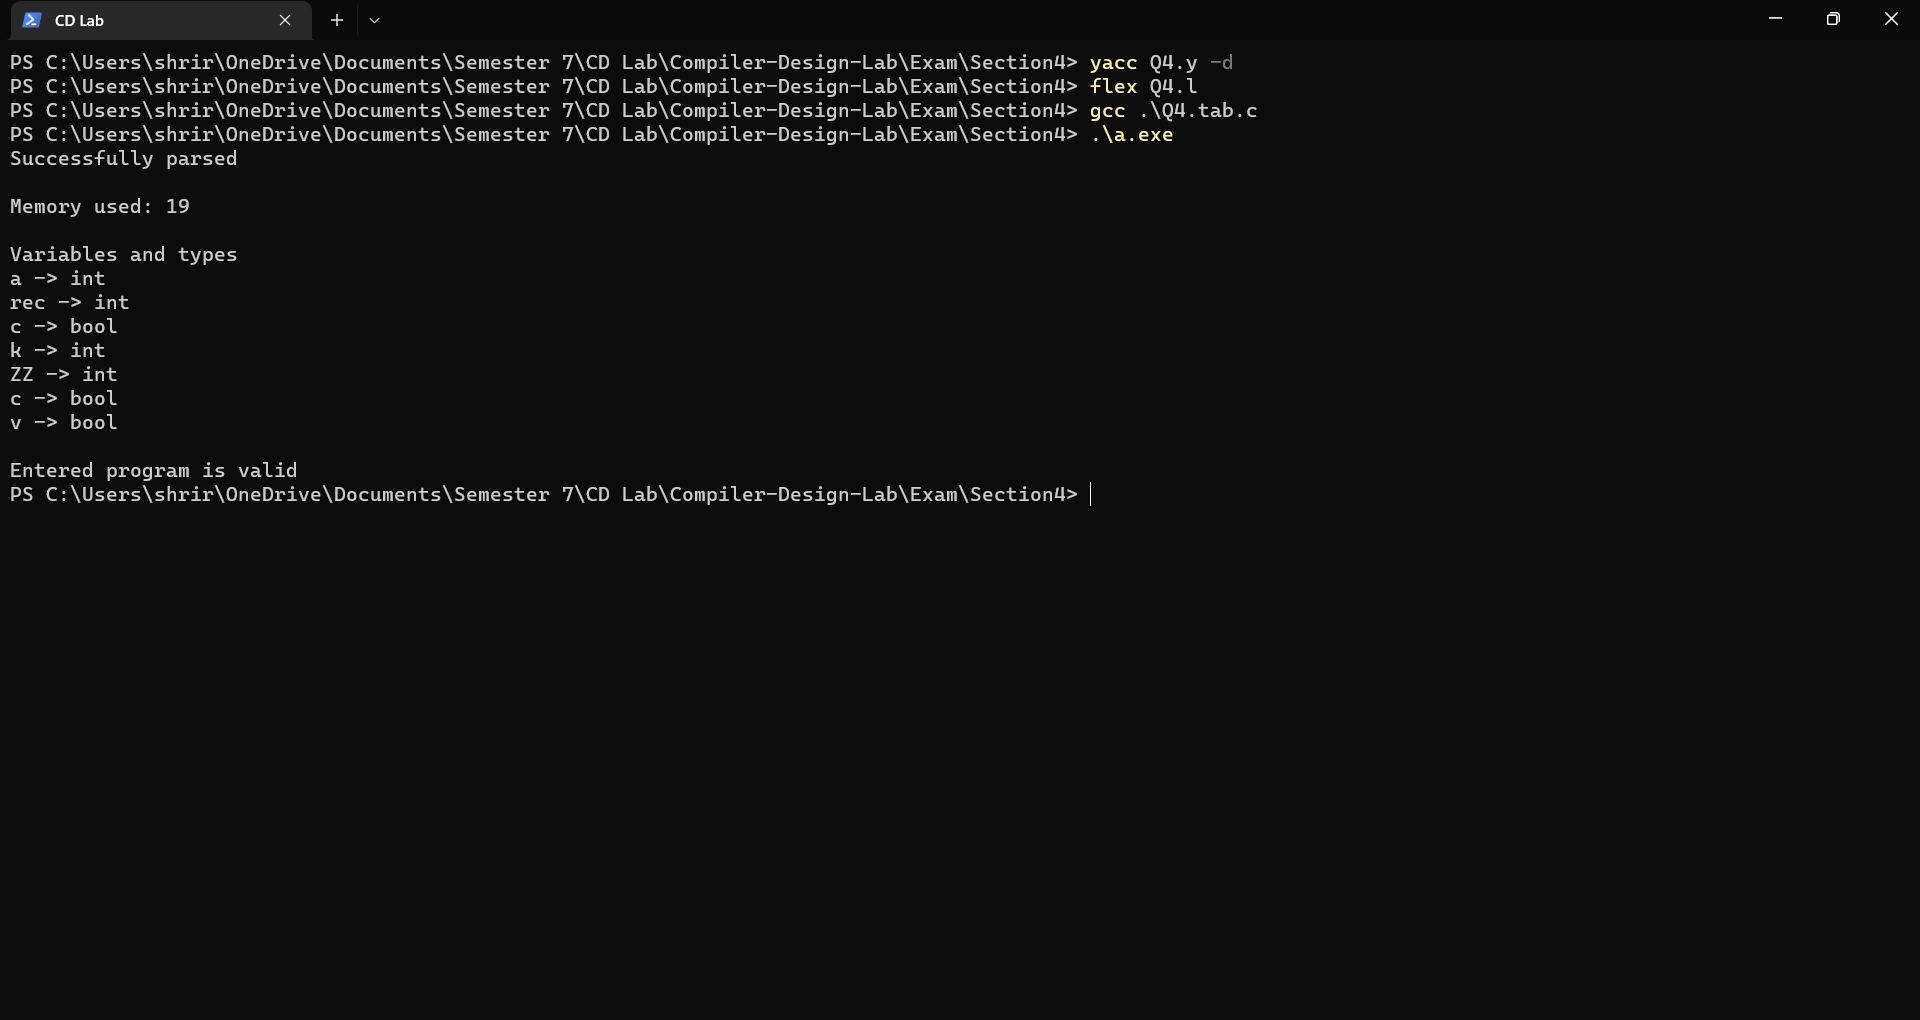 CD Lab
PS C:\Users\shrir\OneDrive\Documents\Semester 7\CD Lab\Compiler-Design-Lab\Exam\Section4> yacc Q4.y -d
PS C:\Users\shrir\OneDrive\Documents\Semester 7\CD Lab\Compiler-Design-Lab\Exam\Section4> flex Q4.l
PS C:\Users\shrir\OneDrive\Documents\Semester 7\CD Lab\Compiler-Design-Lab\Exam\Section4> gcc .\Q4.tab.c
PS C:\Users\shrir\OneDrive\Documents\Semester 7\CD Lab\Compiler-Design-Lab\Exam\Section4> .\a.exe
Successfully parsed
Memory used: 19
Variables and types
a -> int
rec -> int
c -> bool
k -> int
ZZ -> int
c -> bool
v -> bool
Entered program is valid
PS C:\Users\shrir\OneDrive\Documents\Semester 7\CD Lab\Compiler-Design-Lab\Exam\Section4>